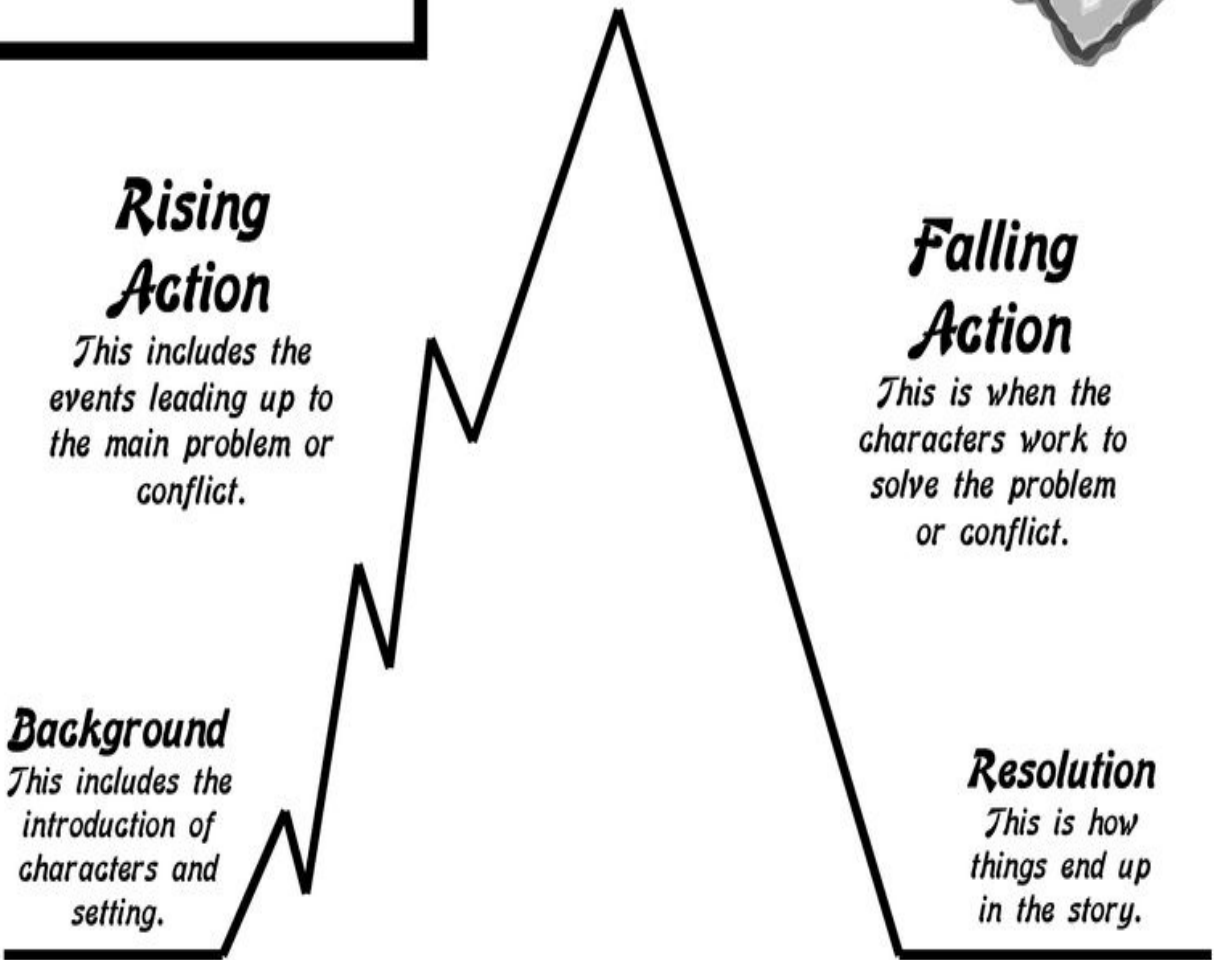 Rising
Action
This includes the
events leading up to
the main problem or
conflict.
Falling
Action
This is when the
characters work to
solve the problem
or conflict.
Background
This includes the
introduction of
characters and
setting.
Resolution
This is how
things end up
in the story.